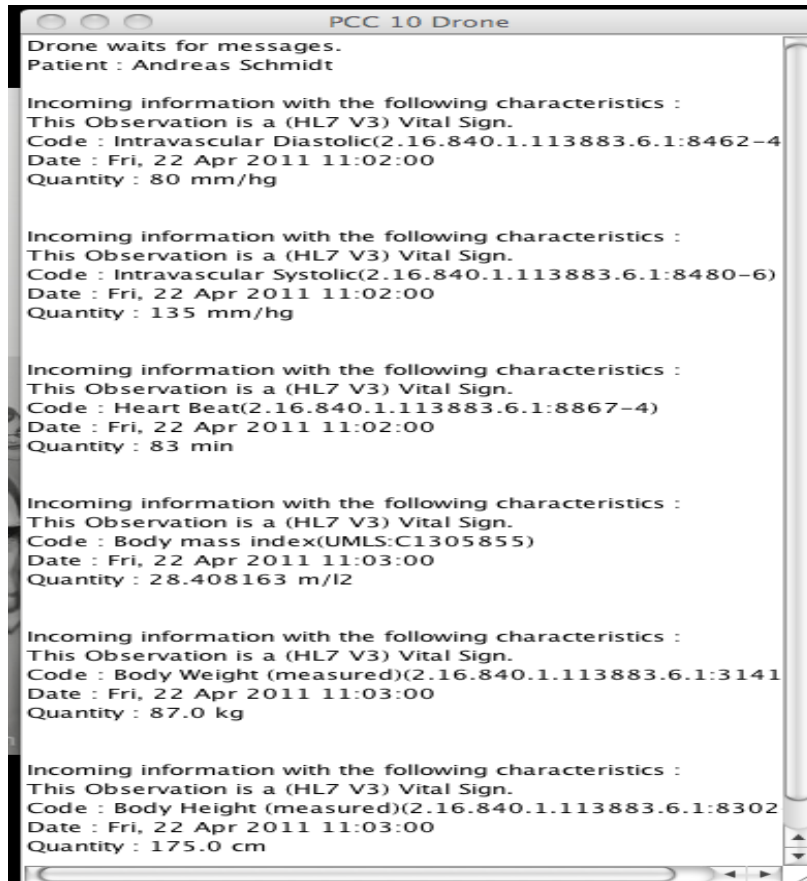 PCC 10 Drone
Drone waits for messages.
Patient : Andreas Schmidt
Incoming information with the following characteristics :
This Observation is a (HL7 V3) Vital Sign.
Code : Intravascular Diastolic(2.16.840.1.113883.6.1:8462-4
Date : Fri, 22 Apr 2011 11:02:00
Quantity : 80 mm/hg
Incoming information with the following characteristics :
This Observation is a (HL7 V3) Vital Sign.
Code : Intravascular Systolic(2.16.840.1.113883.6.1:8480-6)
Date : Fri, 22 Apr 2011 11:02:00
Quantity : 135 mm/hg
Incoming information with the following characteristics :
This Observation is a (HL7 V3) Vital Sign.
Code : Heart Beat(2.16.840.1.113883.6.1:8867-4)
Date : Fri, 22 Apr 2011 11:02:00
Quantity : 83 min
Incoming information with the following characteristics :
This Observation is a (HL7 V3) Vital Sign.
Code : Body mass index(UMLS:C1305855)
Date : Fri, 22 Apr 2011 11:03:00
Quantity : 28.408163 m/l2
Incoming information with the following characteristics :
This Observation is a (HL7 V3) Vital Sign.
Code : Body Weight (measured)(2.16.840.1.113883.6.1:3141
Date : Fri, 22 Apr 2011 11:03:00
Quantity : 87.0 kg
Incoming information with the following characteristics :
This Observation is a (HL7 V3) Vital Sign.
Code : Body Height (measured)(2.16.840.1.113883.6.1:8302
Date : Fri, 22 Apr 2011 11:03:00
Quantity : 175.0 cm